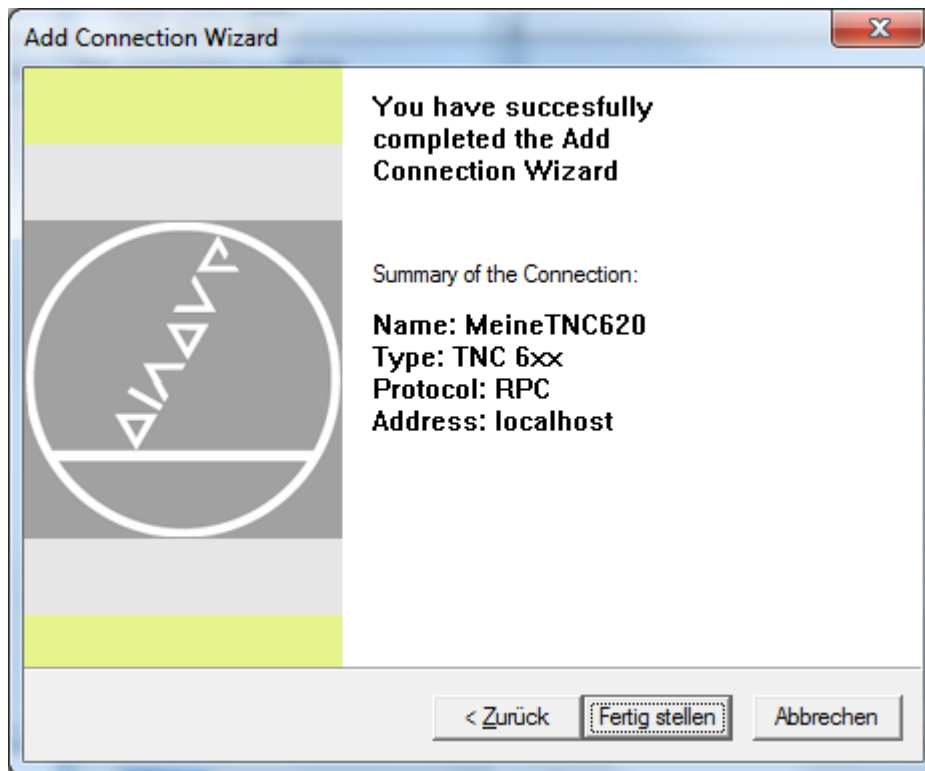 Add Connection Wizard
You have succesfully
completed the Add
Connection Wizard
Summary of the Connection:
Name: MeineTNC620
Type: TNC 6xx
Protocol: RPC
Address: localhost
< Zurück
Fertig stellen
Abbrechen